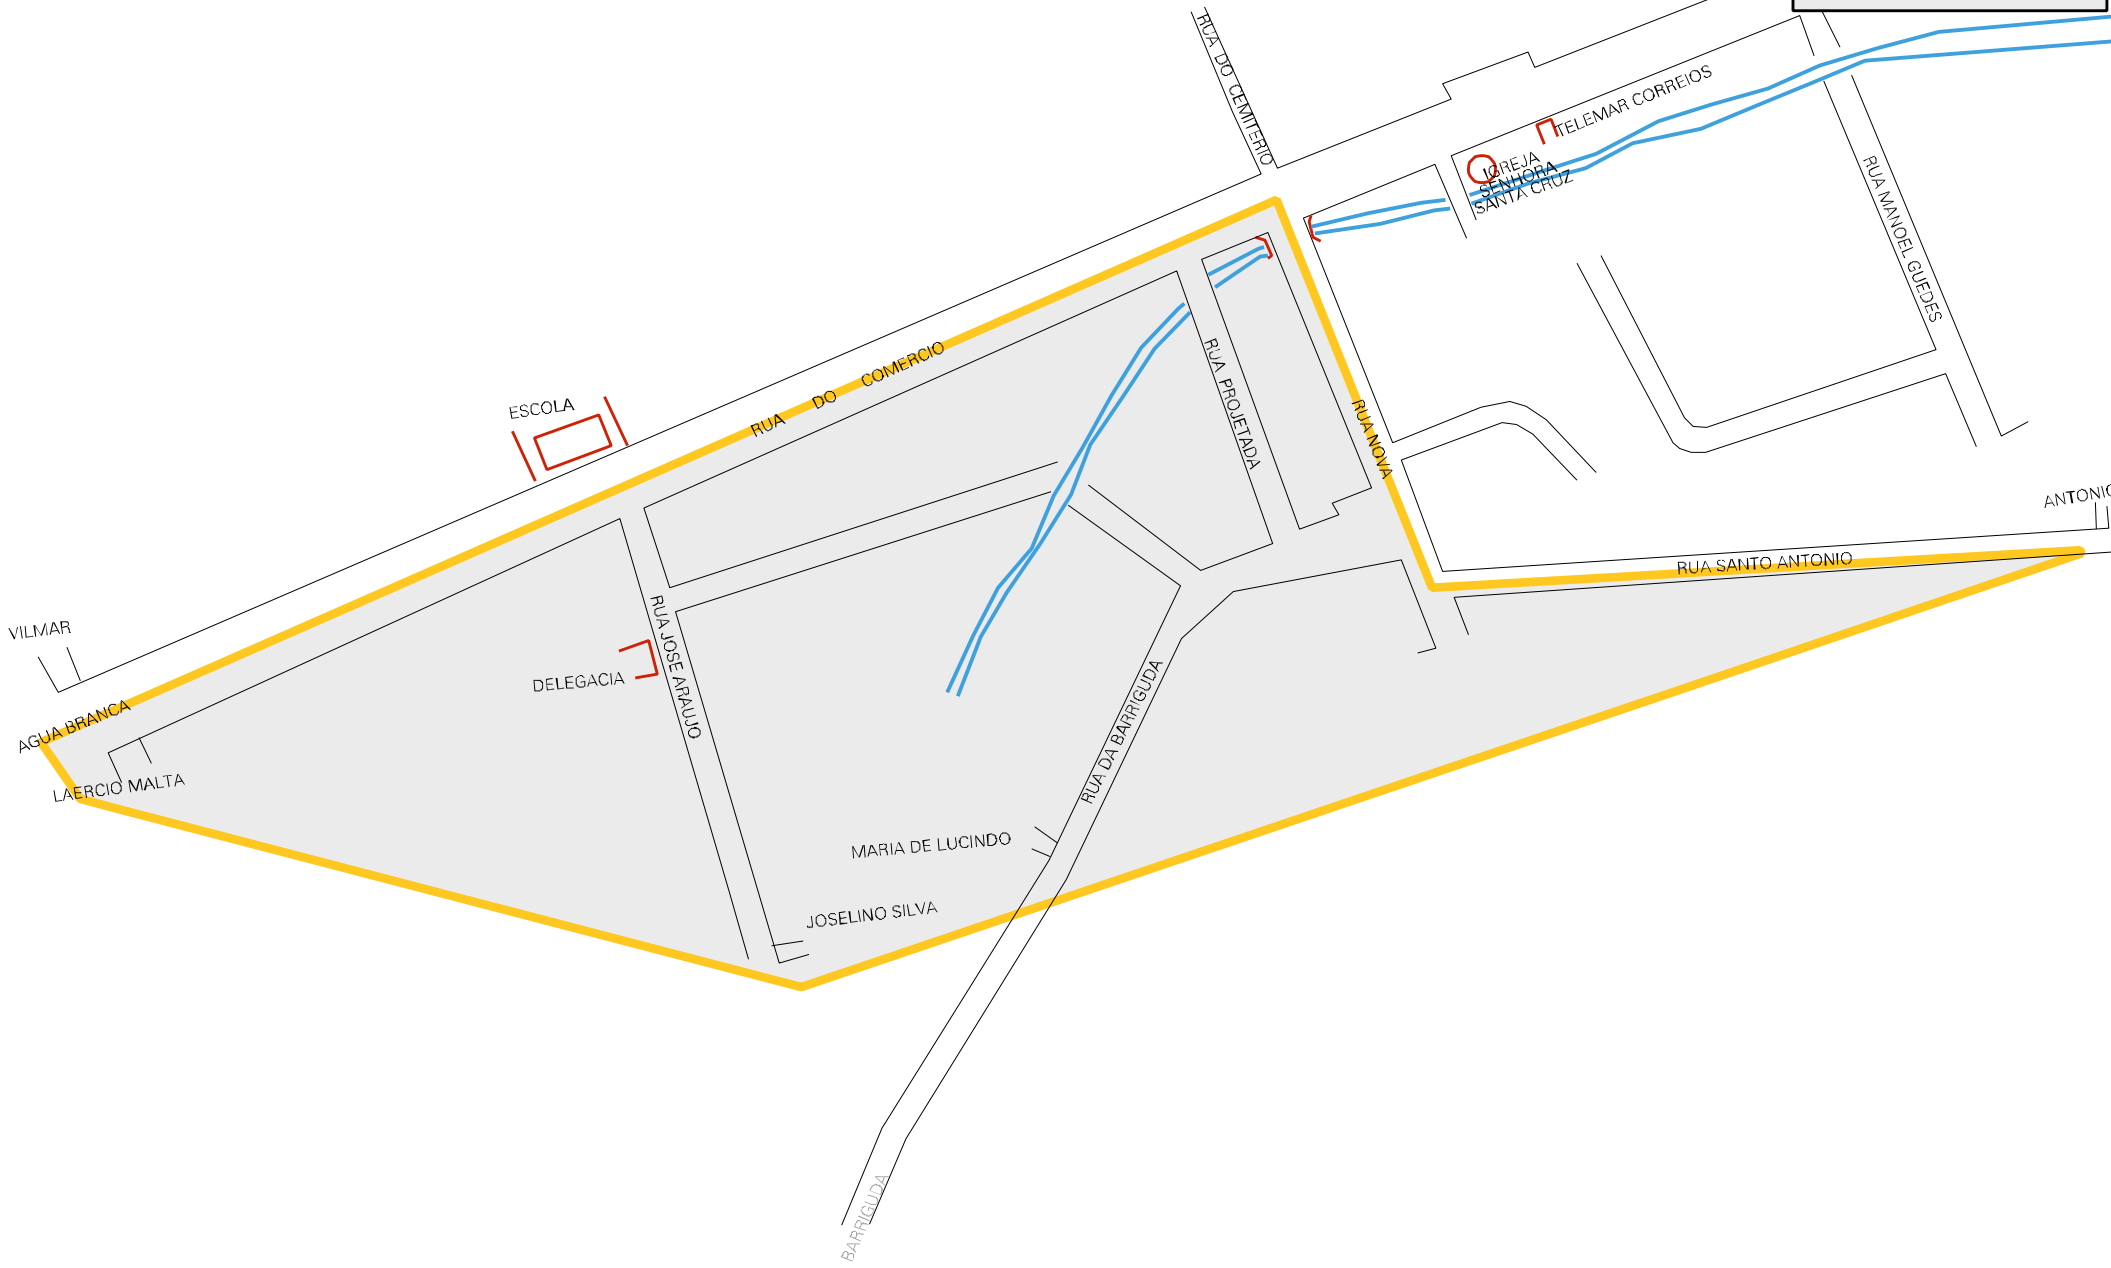 RUA DO CEMITERIO
TELEMAR CORREIOS
IGREJA
SENHORA
SANTA CRUZ
RUA MANOEL GUEDES
RUA DO COMERCIO
RUA PROJETADA
RUA NOVA
ESCOLA
RUA SANTO ANTONIO
VILMAR
RUA JOSE ARAUJO
DELEGACIA
AGUA BRANCA
LAERCIO MALTA
RUA DA BARRIGUDA
MARIA DE LUCINDO
JOSELINO SILVA
BARRIGUDA